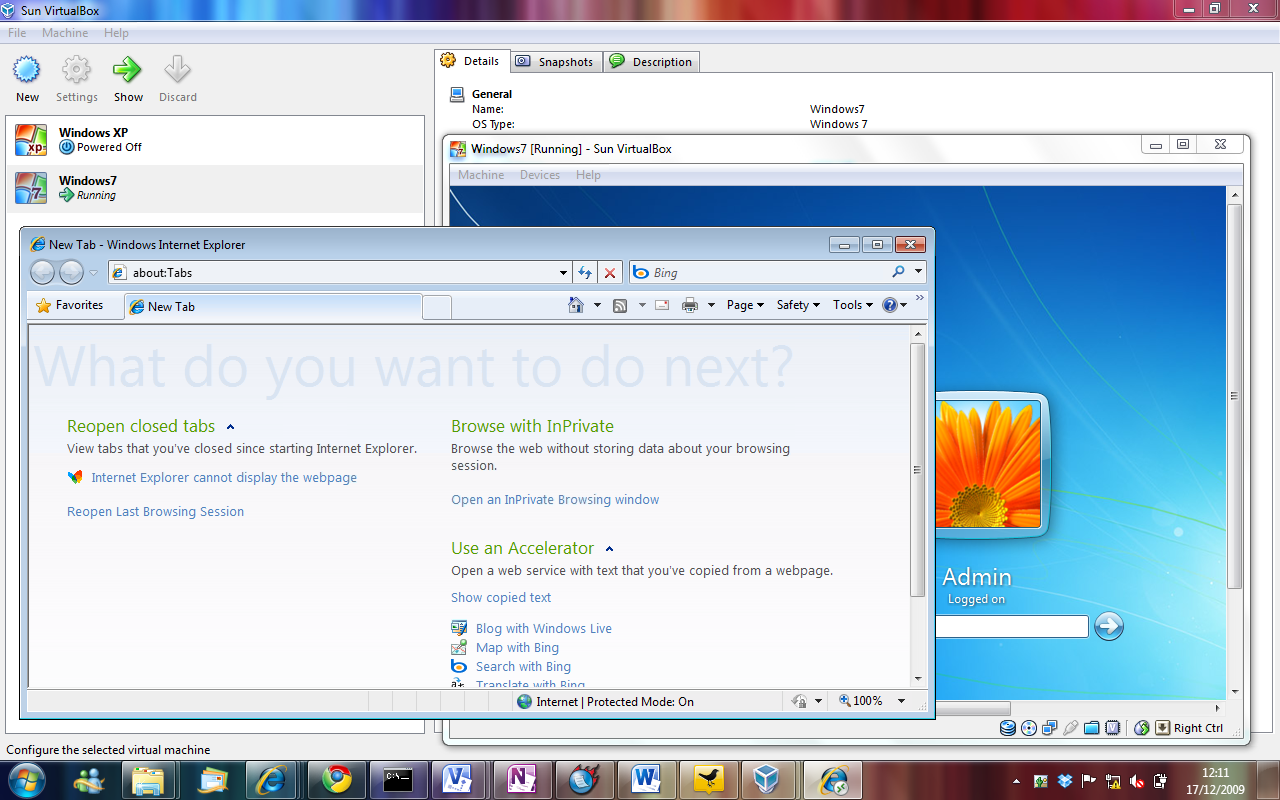 Sun VirtualBox
File Machine Help
New Settings Show Discard
Windows XP
Powered Off
Windows7
Running
Details Snapshots Description
General
Name: Windows7
OS Type: Windows 7
Windows7 [Running] - Sun VirtualBox
Machine Devices Help
New Tab - Windows Internet Explorer
about:Tabs
Bing
Favorites
New Tab
Page Safety Tools
What do you want to do next?
Reopen closed tabs
View tabs that you've closed since starting Internet Explorer.
Internet Explorer cannot display the webpage
Reopen Last Browsing Session
Browse with InPrivate
Browse the web without storing data about your browsing
session.
Open an InPrivate Browsing window
Use an Accelerator
Open a web service with text that you've copied from a webpage.
Show copied text
Blog with Windows Live
Map with Bing
Search with Bing
Translate with Bing
Internet | Protected Mode: On
100%
Admin
Logged on
Right Ctrl
Configure the selected virtual machine
12:11
17/12/2009